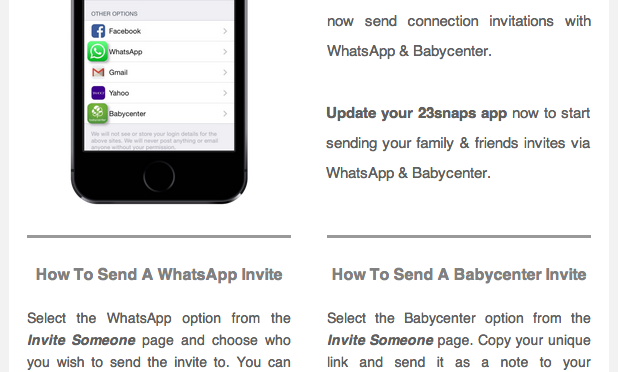 OTHER OPTIONS
Facebook
WhatsApp
Gmail
YAHOO
Yahoo
Babycenter
We will not see or store your login details for the
above sites. We will never post anything or email
anyone without your permission.
now send connection invitations with
WhatsApp & Babycenter.
Update your 23snaps app now to start
sending your family & friends invites via
WhatsApp & Babycenter.
How To Send A WhatsApp Invite
Select the WhatsApp option from the
Invite Someone page and choose who
you wish to send the invite to. You can
How To Send A Babycenter Invite
Select the Babycenter option from the
Invite Someone page. Copy your unique
link and send it as a note to your